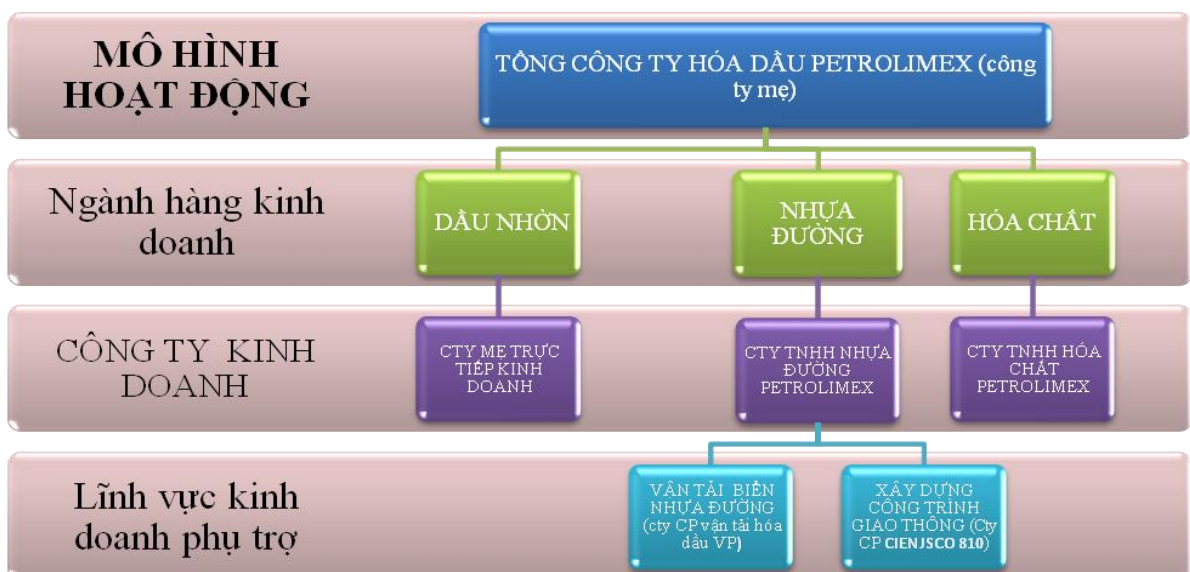 MÔ HÌNH
HOẠT ĐỘNG
TỔNG CÔNG TY HÓA DẦU PETROLIMEX (công
ty mẹ)
Ngành hàng kinh
doanh
DẦU NHỜN
NHỰA
ĐƯỜNG
HÓA CHẤT
CÔNG TY KINH
DOANH
CTY MẸ TRỰC
TIẾP KINH
DOANH
CTY TNHH NHỰA
ĐƯỜNG
PETROLIMEX
CTY TNHH HÓA
CHẤT
PETROLIMEX
Lĩnh vực kinh
doanh phụ trợ
VẬN TẢI BIỂN
NHỰA ĐƯỜNG
(cty CP vận tải hóa
dầu VP)
XÂY DỰNG
CÔNG TRÌNH
GIAO THÔNG (Cty
CP CIENJSCO 810)